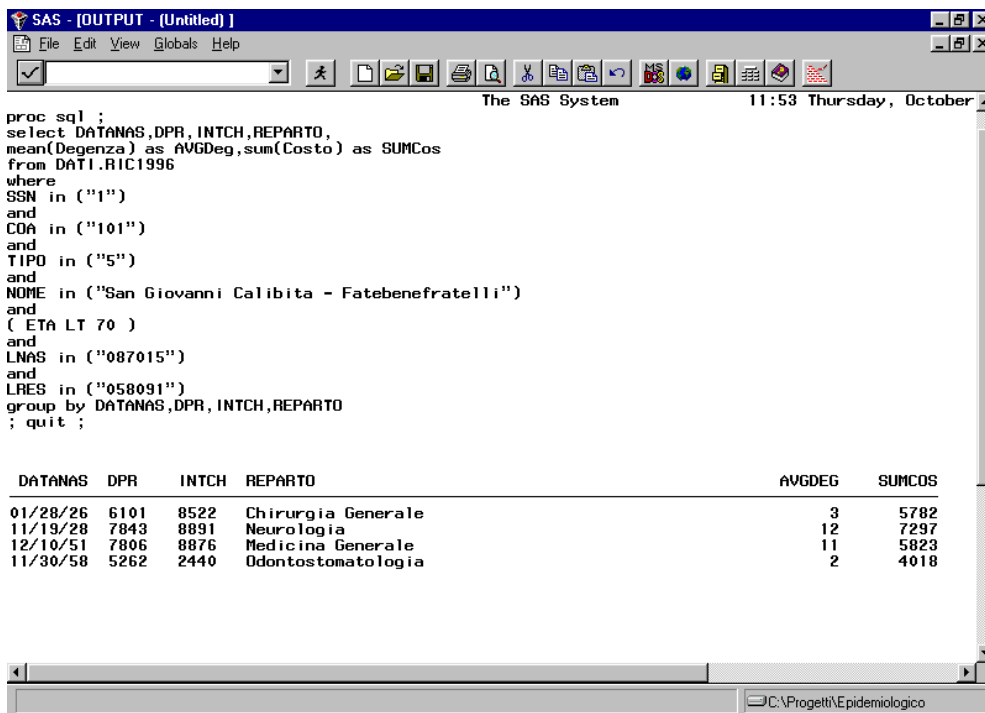 SAS - [OUTPUT - (Untitled) ]
File Edit View Globals Help
MS DOS
The SAS System 11:53 Thursday, October
proc sql ;
select DATANAS,DPR,INTCH,REPARTO,
mean(Degenza) as AVGDeg,sum(Costo) as SUMCos
from DATI.RIC1996
where
SSN in ("1")
and
COA in ("101")
and
TIPO in ("5")
and
NOME in ("San Giovanni Calibita - Fatebenefratelli")
and
( ETA LT 70 )
and
LNAS in ("087015")
and
LRES in ("058091")
group by DATANAS,DPR,INTCH,REPARTO
; quit ;
DATANAS DPR INTCH REPARTO AVGDEG SUMCOS
01/28/26 6101 8522 Chirurgia Generale 3 5782
11/19/28 7843 8891 Neurologia 12 7297
12/10/51 7806 8876 Medicina Generale 11 5823
11/30/58 5262 2440 Odontostomatologia 2 4018
C:\Progetti\Epidemiologico